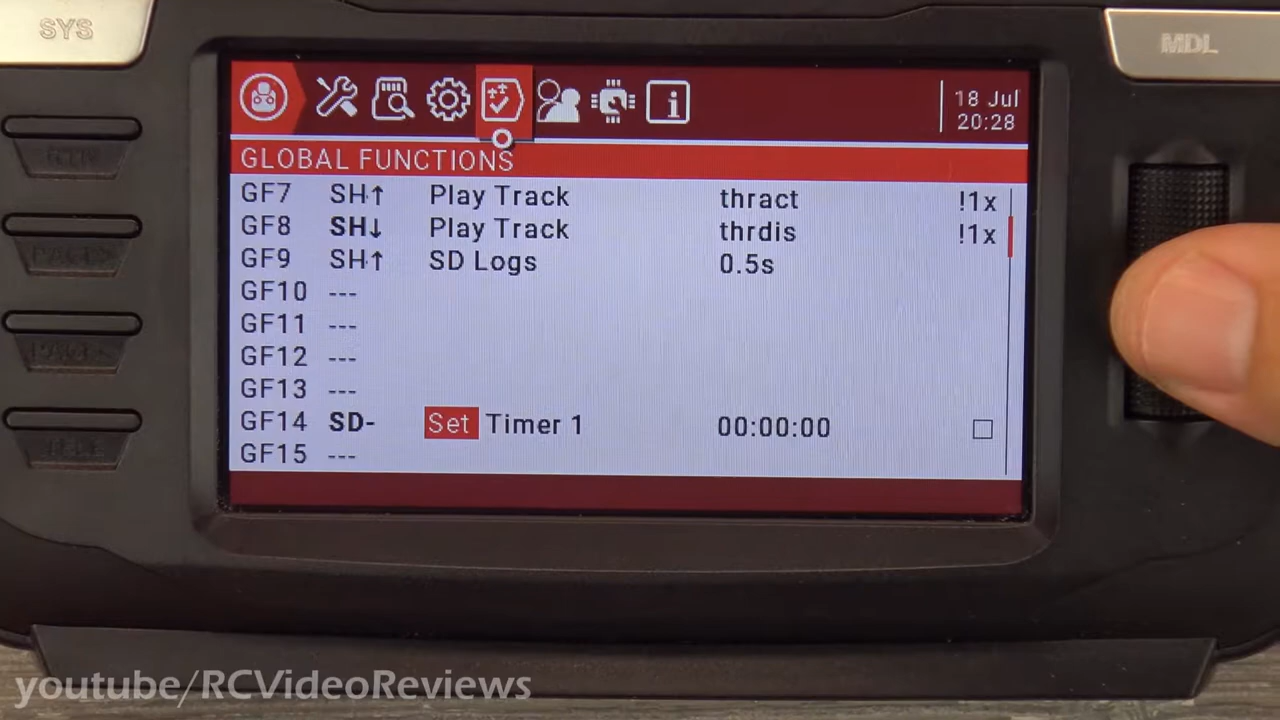 SYS
MDL
18 Jul
20:28
GLOBAL FUNCTIONS
GF7 SH↑ Play Track thract !1x
GF8 SH↓ Play Track thrdis !1x
GF9 SH↑ SD Logs 0.5s
GF10 ---
GF11 ---
GF12 ---
GF13 ---
GF14 SD- Set Timer 1 00:00:00
GF15 ---
youtube/RCVideoReviews